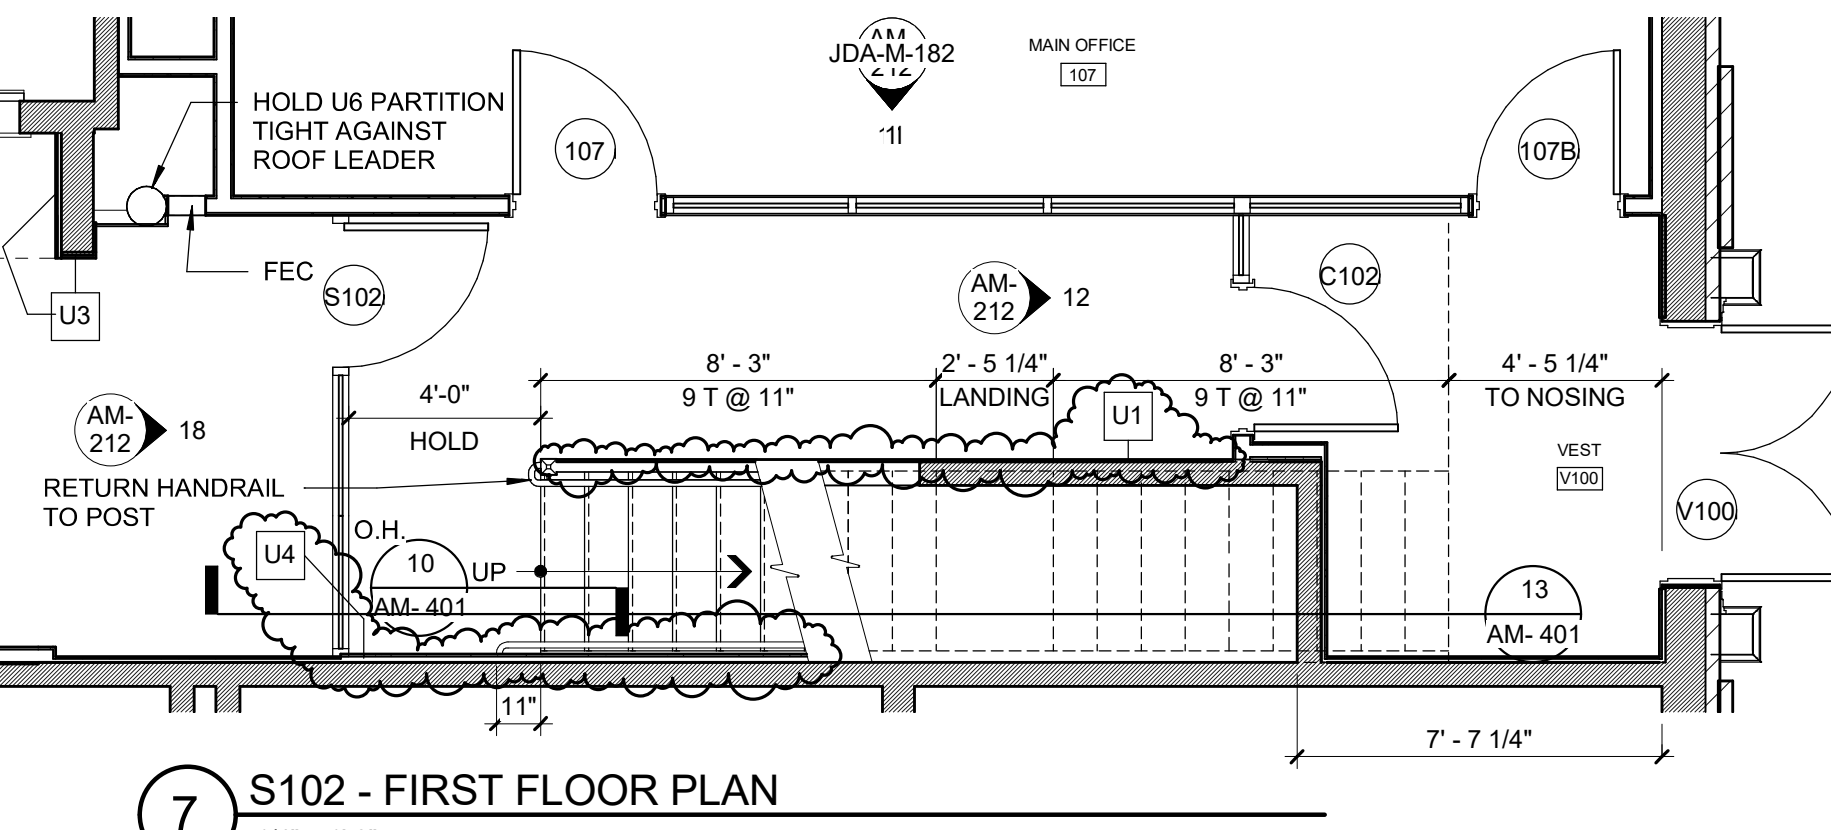 AM-
JDA-M-182
212
11
MAIN OFFICE
107
HOLD U6 PARTITION
TIGHT AGAINST
ROOF LEADER
107
107B
FEC
S102
C102
U3
AM-
212
12
8' - 3"
9 T @ 11"
2' - 5 1/4"
LANDING
8' - 3"
9 T @ 11"
4' - 5 1/4"
TO NOSING
4'-0"
HOLD
AM-
212
18
U1
VEST
V100
V100
RETURN HANDRAIL
TO POST
O.H.
U4
10
AM- 401
UP
13
AM- 401
11"
7' - 7 1/4"
7
S102 - FIRST FLOOR PLAN